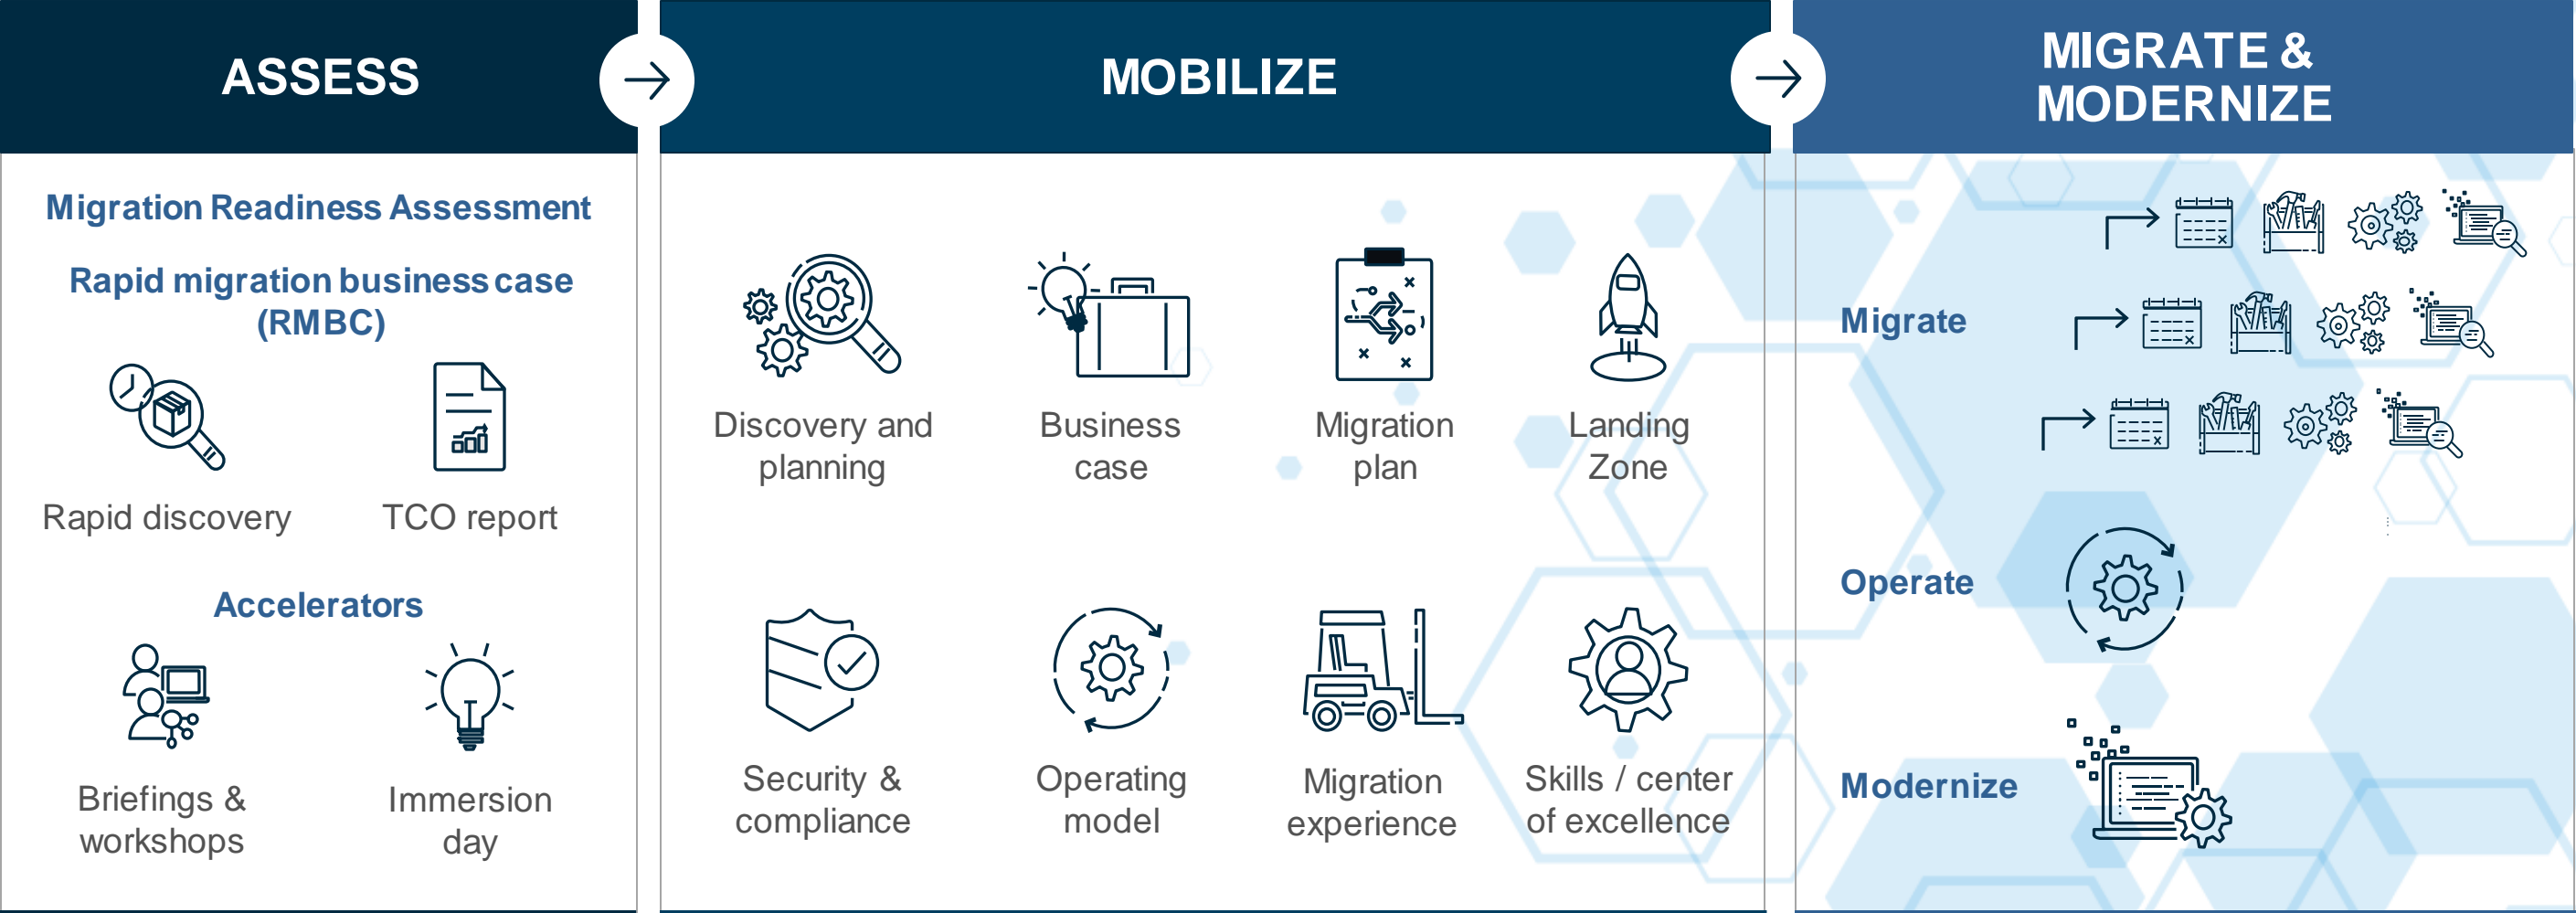 ASSESS
Migration Readiness Assessment
Rapid migration business case
(RMBC)
Rapid discovery
TCO report
Accelerators
Briefings &
workshops
Immersion
day
MOBILIZE
Discovery and
planning
Business
case
Migration
plan
Landing
Zone
Security &
compliance
Operating
model
Migration
experience
Skills / center
of excellence
MIGRATE &
MODERNIZE
Migrate
Operate
Modernize